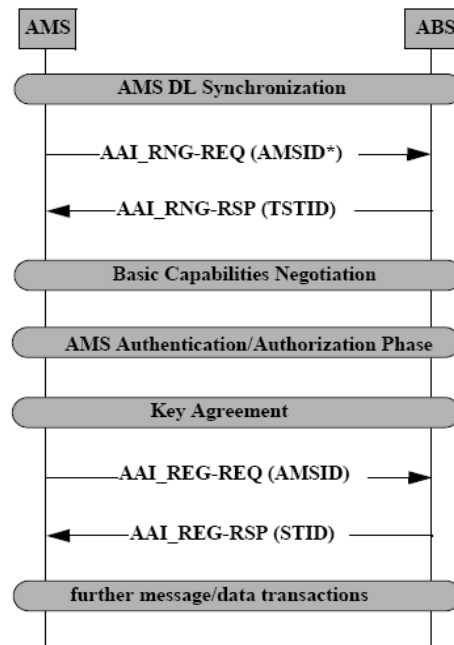 AMS ABS
AMS DL Synchronization
AAI_RNG-REQ (AMSID*)
AAI_RNG-RSP (TSTID)
Basic Capabilities Negotiation
AMS Authentication/Authorization Phase
Key Agreement
AAI_REG-REQ (AMSID)
AAI_REG-RSP (STID)
further message/data transactions